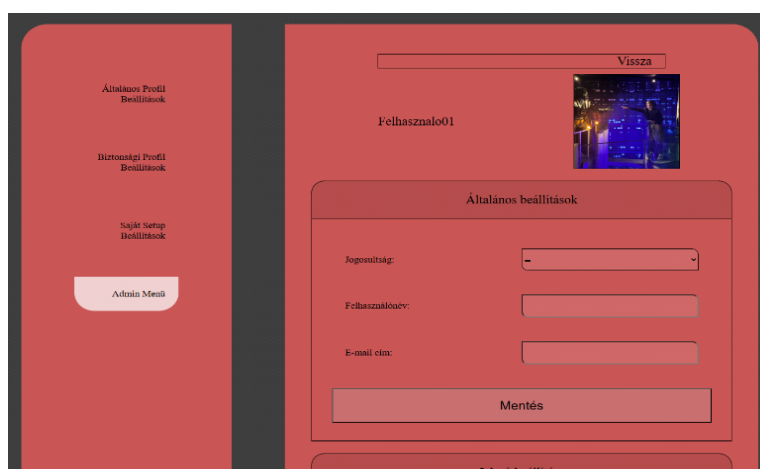 Általános Profil
Beállítások
Biztonsági Profil
Beállítások
Saját Setup
Beállítások
Admin Menü
Vissza
Felhasznalo01
Általános beállítások
Jogosultság:
Felhasználónév:
E-mail cím:
Mentés